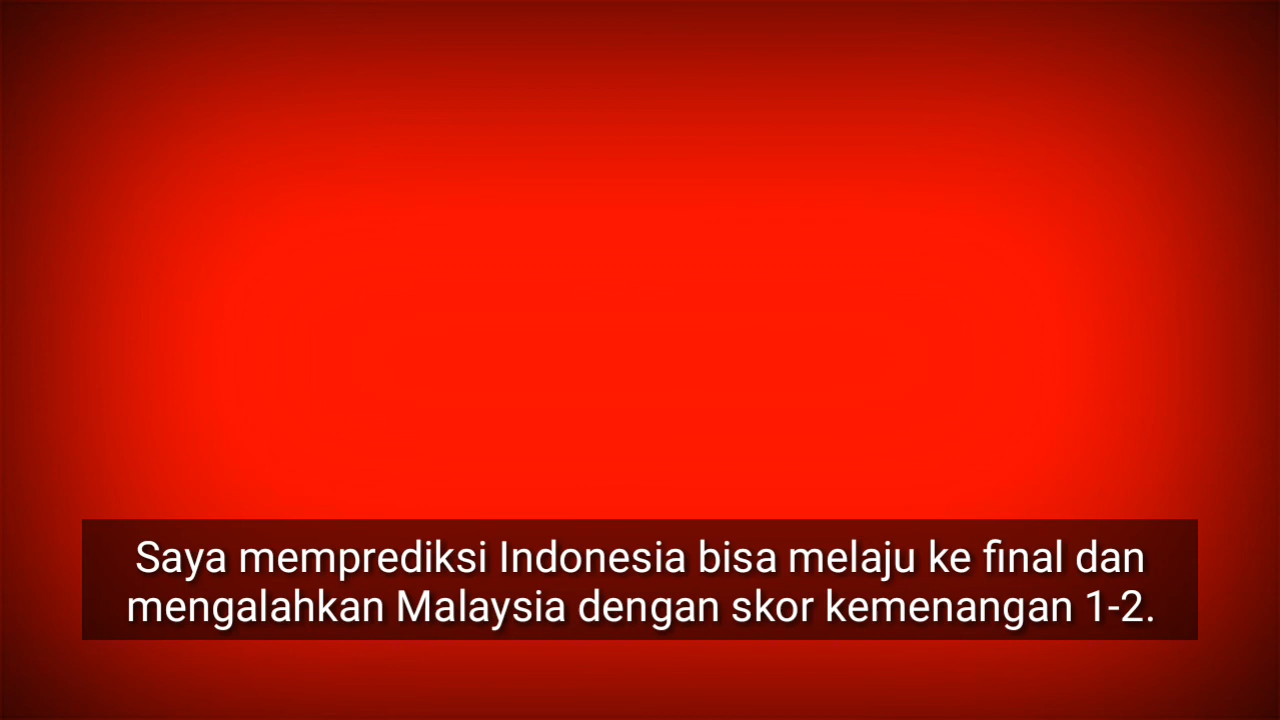 Saya memprediksi Indonesia bisa melaju ke final dan
mengalahkan Malaysia dengan skor kemenangan 1-2.